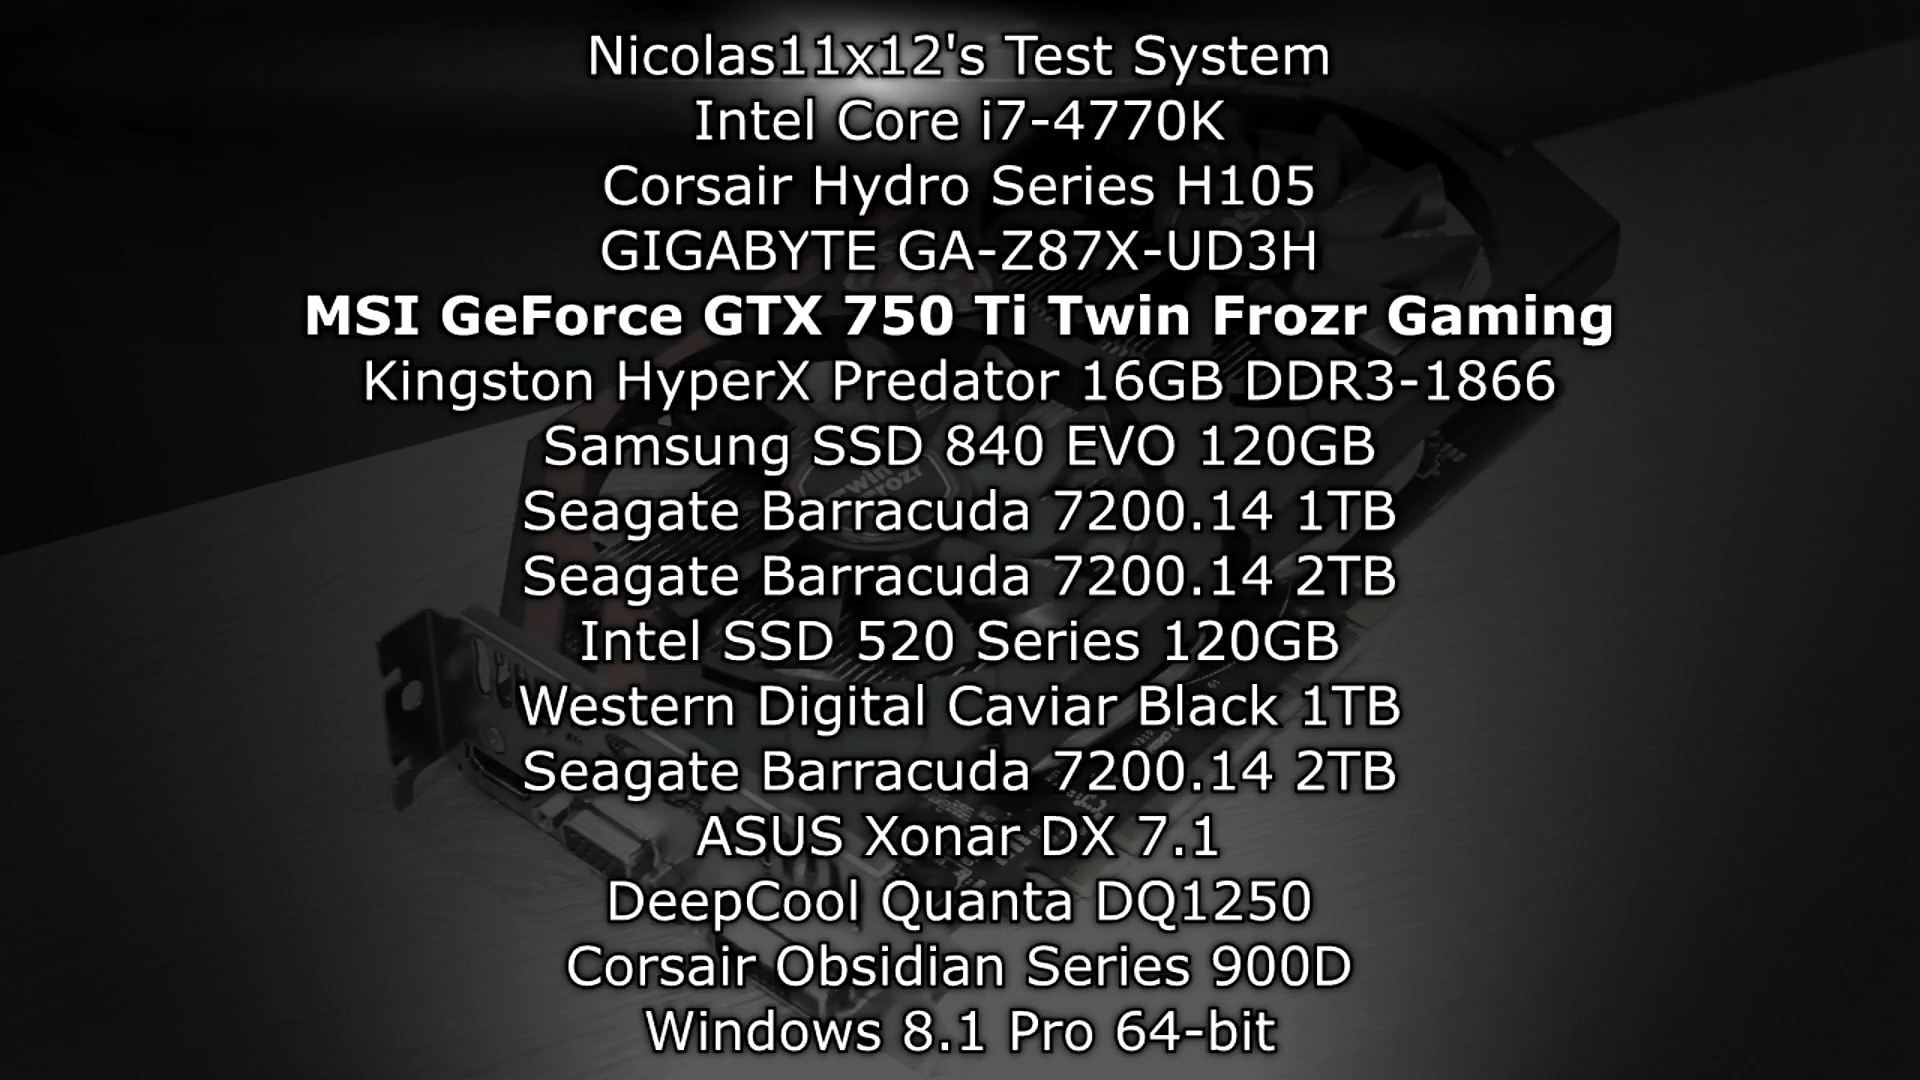 Nicolas11x12's Test System
Intel Core i7-4770K
Corsair Hydro Series H105
GIGABYTE GA-Z87X-UD3H
MSI GeForce GTX 750 Ti Twin Frozr Gaming
Kingston HyperX Predator 16GB DDR3-1866
Samsung SSD 840 EVO 120GB
Seagate Barracuda 7200.14 1TB
Seagate Barracuda 7200.14 2TB
Intel SSD 520 Series 120GB
Western Digital Caviar Black 1TB
Seagate Barracuda 7200.14 2TB
ASUS Xonar DX 7.1
DeepCool Quanta DQ1250
Corsair Obsidian Series 900D
Windows 8.1 Pro 64-bit